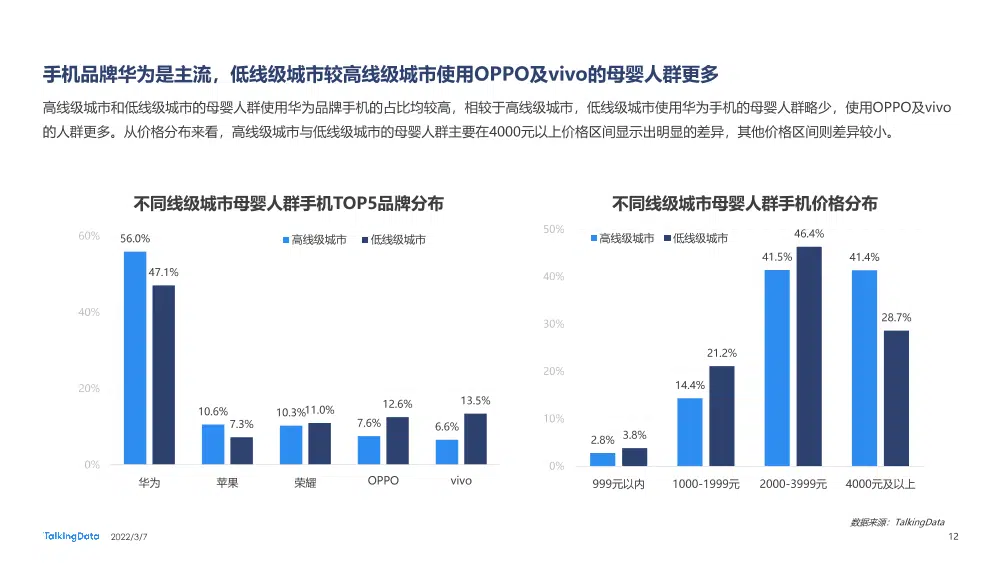 手机品牌华为是主流，低线级城市较高线级城市使用OPPO及vivo的母婴人群更多
高线级城市和低线级城市的母婴人群使用华为品牌手机的占比均较高，相较于高线级城市，低线级城市使用华为手机的母婴人群略少，使用OPPO及vivo
的人群更多。从价格分布来看，高线级城市与低线级城市的母婴人群主要在4000元以上价格区间显示出明显的差异，其他价格区间则差异较小。
不同线级城市母婴人群手机TOP5品牌分布
高线级城市 低线级城市
60%
40%
20%
0%
56.0%
47.1%
10.6%
7.3%
10.3%
11.0%
7.6%
12.6%
6.6%
13.5%
华为 苹果 荣耀 OPPO vivo
不同线级城市母婴人群手机价格分布
高线级城市 低线级城市
50%
40%
30%
20%
10%
0%
2.8%
3.8%
14.4%
21.2%
41.5%
46.4%
41.4%
28.7%
999元以内 1000-1999元 2000-3999元 4000元及以上
数据来源：TalkingData
TalkingData 2022/3/7
12